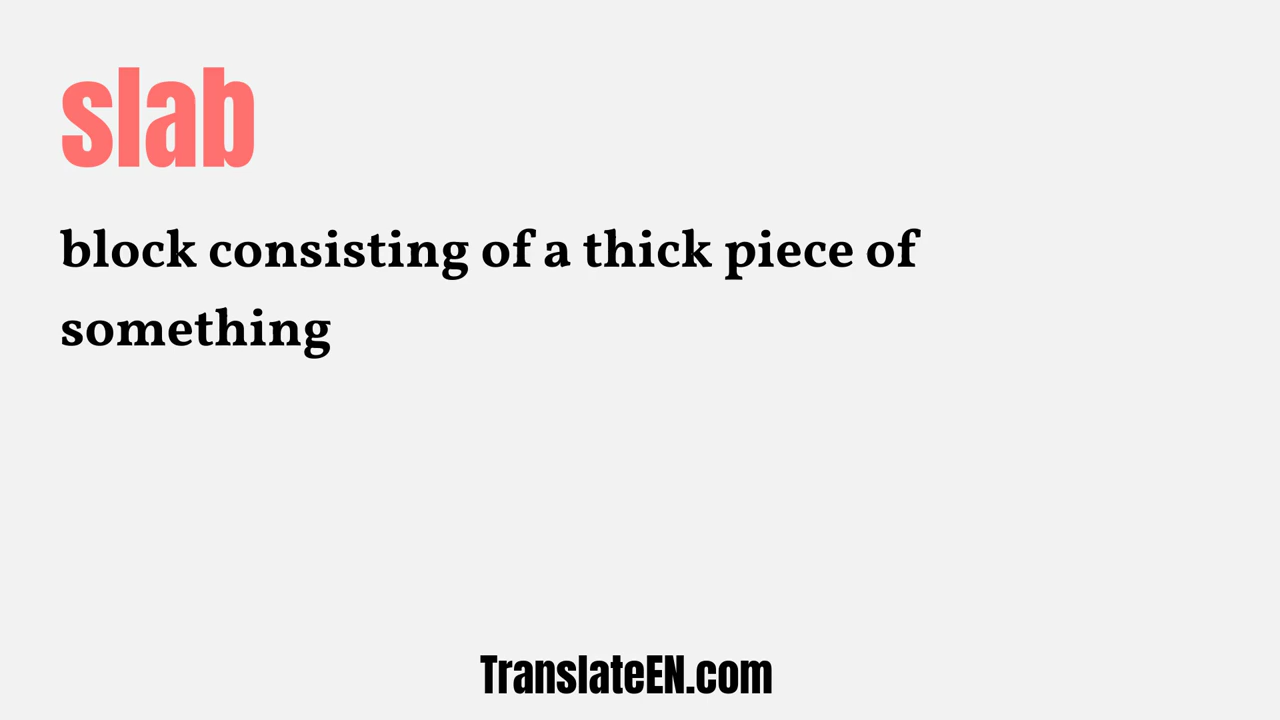 slab
block consisting of a thick piece of
something
TranslateEN.com